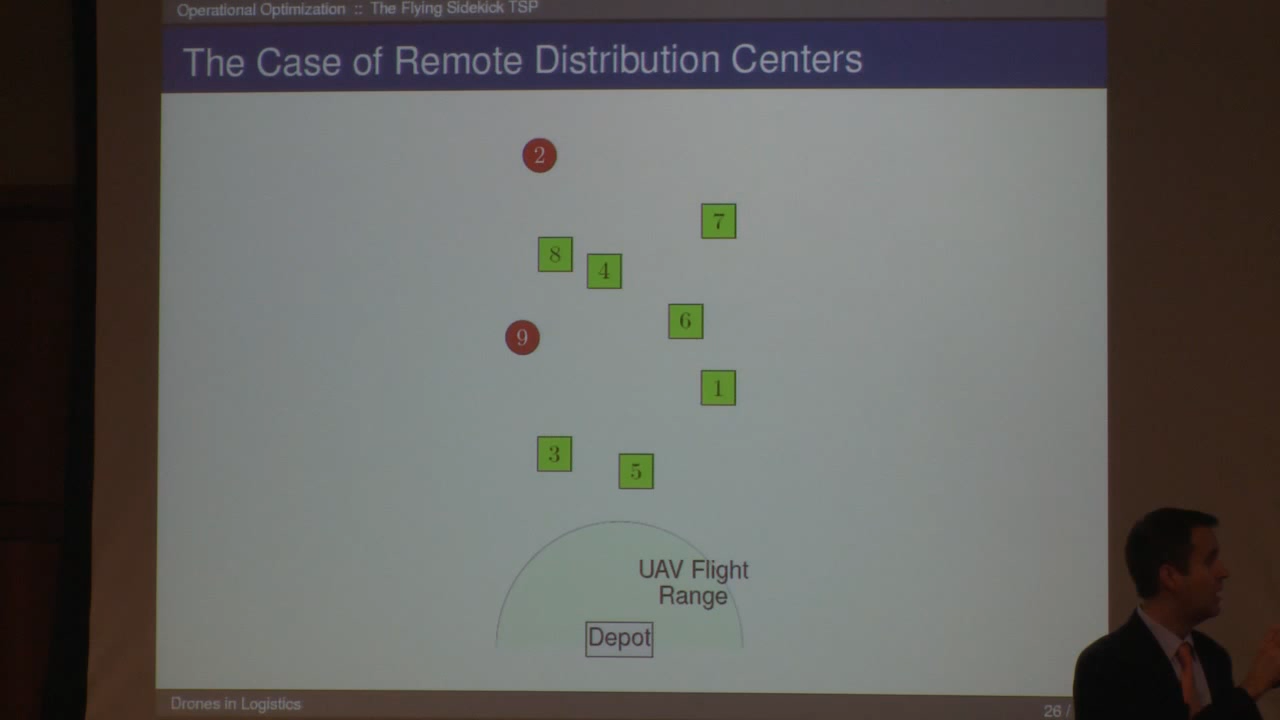 Operational Optimization :: The Flying Sidekick TSP
The Case of Remote Distribution Centers
2
7
8
4
6
9
1
3
5
UAV Flight
Range
Depot
Drones in Logistics
26 /